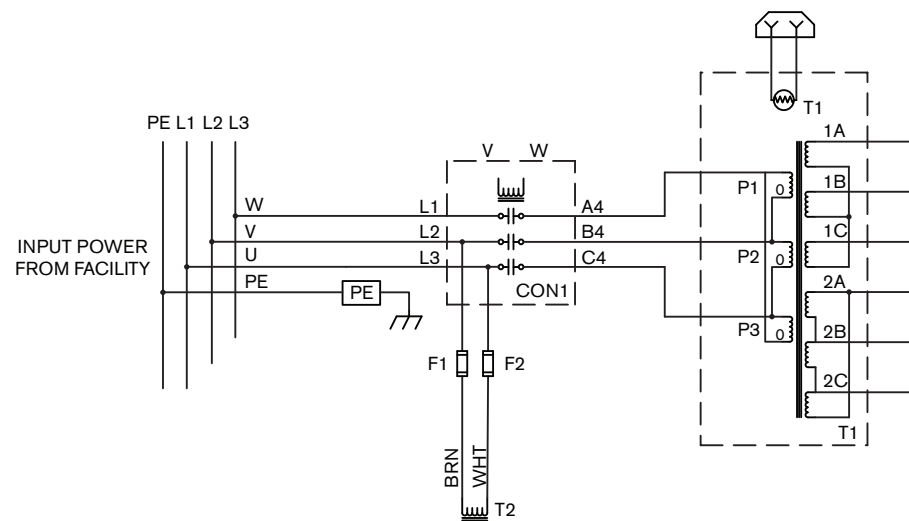 T1
PE L1 L2 L3
1A
V W
P1
0
1B
W
L1
A4
V
L2
B4
1C
INPUT POWER
FROM FACILITY
U
L3
C4
P2
0
PE
PE
CON1
2A
P3
0
2B
F1
F2
2C
T1
BRN
WHT
T2